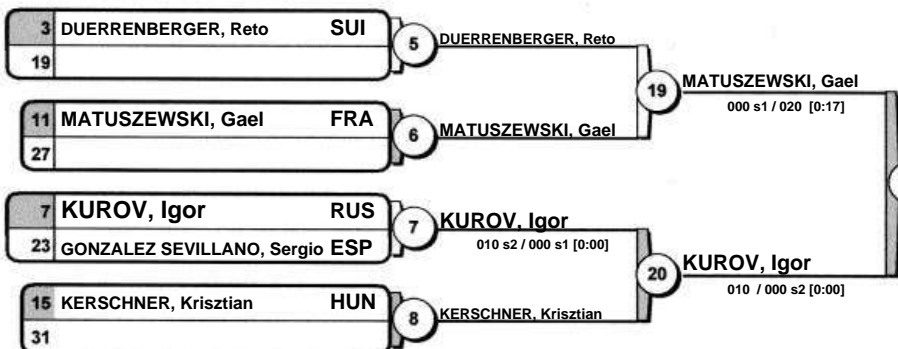 3 DUERRENBERGER, Reto SUI
19
5
DUERRENBERGER, Reto
11 MATUSZEWSKI, Gael FRA
27
6
MATUSZEWSKI, Gael
19
MATUSZEWSKI, Gael
000 s1 / 020 [0:17]
7 KUROV, Igor RUS
23 GONZALEZ SEVILLANO, Sergio ESP
7
KUROV, Igor
010 s2 / 000 s1 [0:00]
15 KERSCHNER, Krisztian HUN
31
8
KERSCHNER, Krisztian
20
KUROV, Igor
010 / 000 s2 [0:00]